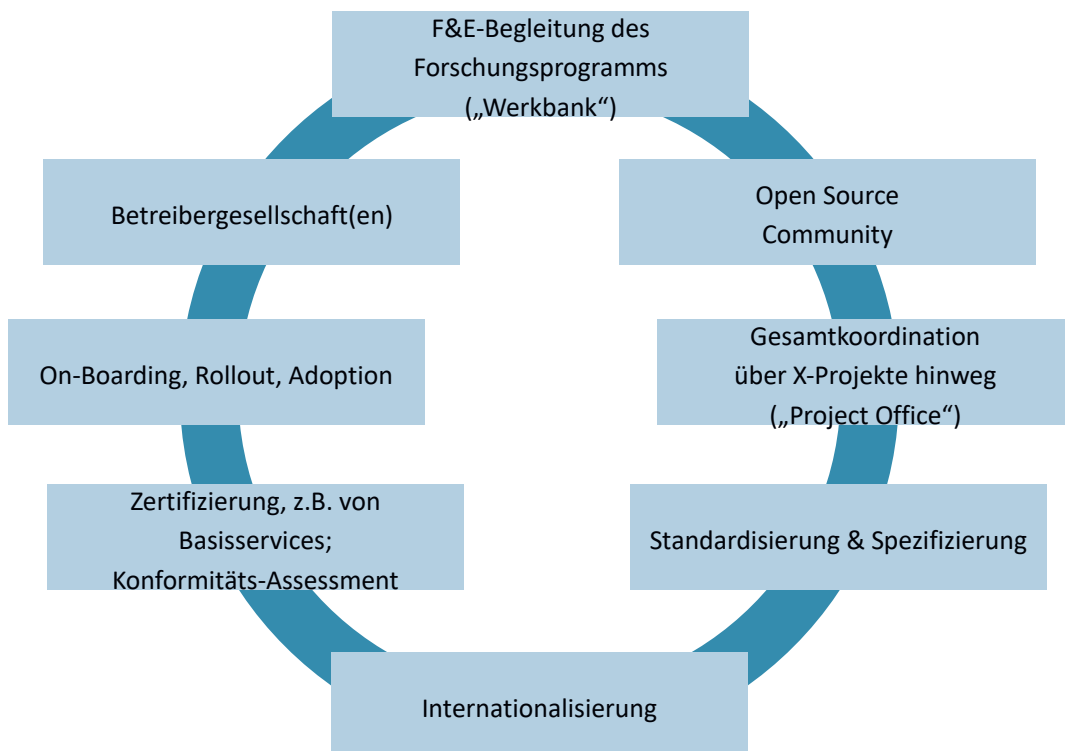 F&E-Begleitung des
Forschungsprogramms
(„Werkbank“)
Open Source
Community
Gesamtkoordination
über X-Projekte hinweg
(„Project Office“)
Standardisierung & Spezifizierung
Internationalisierung
Zertifizierung, z.B. von
Basisservices;
Konformitäts-Assessment
On-Boarding, Rollout, Adoption
Betreibergesellschaft(en)